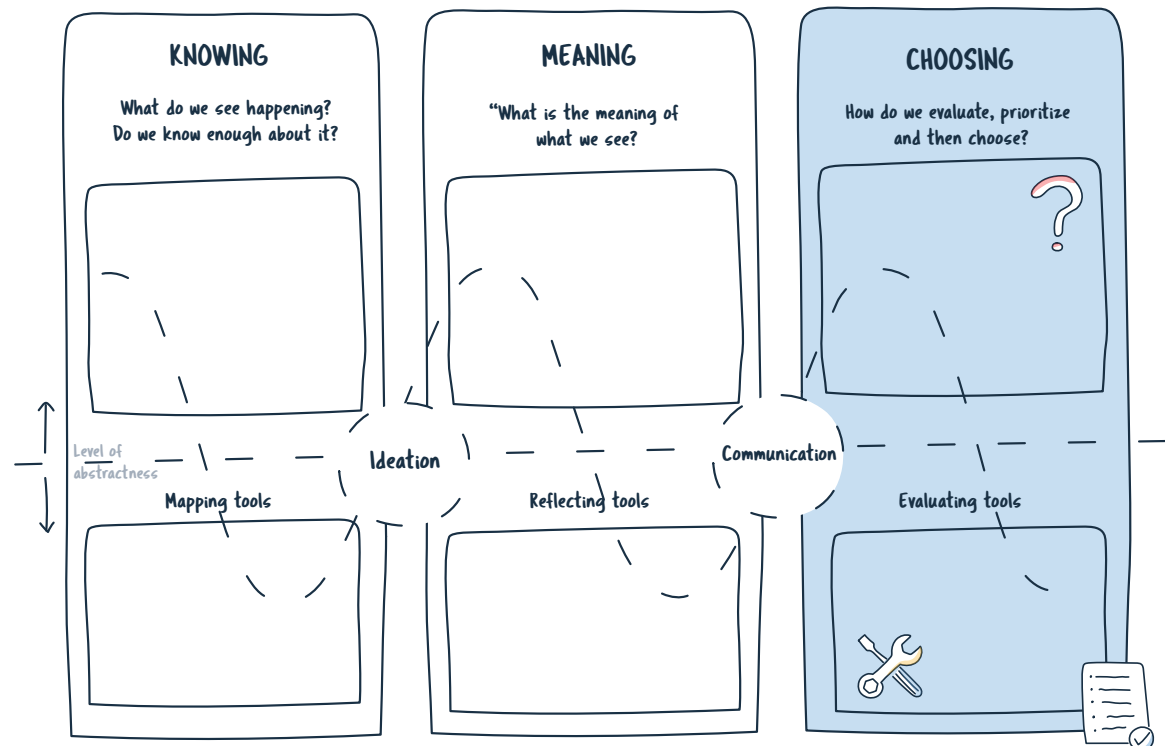 KNOWING
What do we see happening?
Do we know enough about it?
MEANING
“What is the meaning of
what we see?
CHOOSING
How do we evaluate, prioritize
and then choose?
Level of
abstractness
Ideation
Communication
Mapping tools
Reflecting tools
Evaluating tools